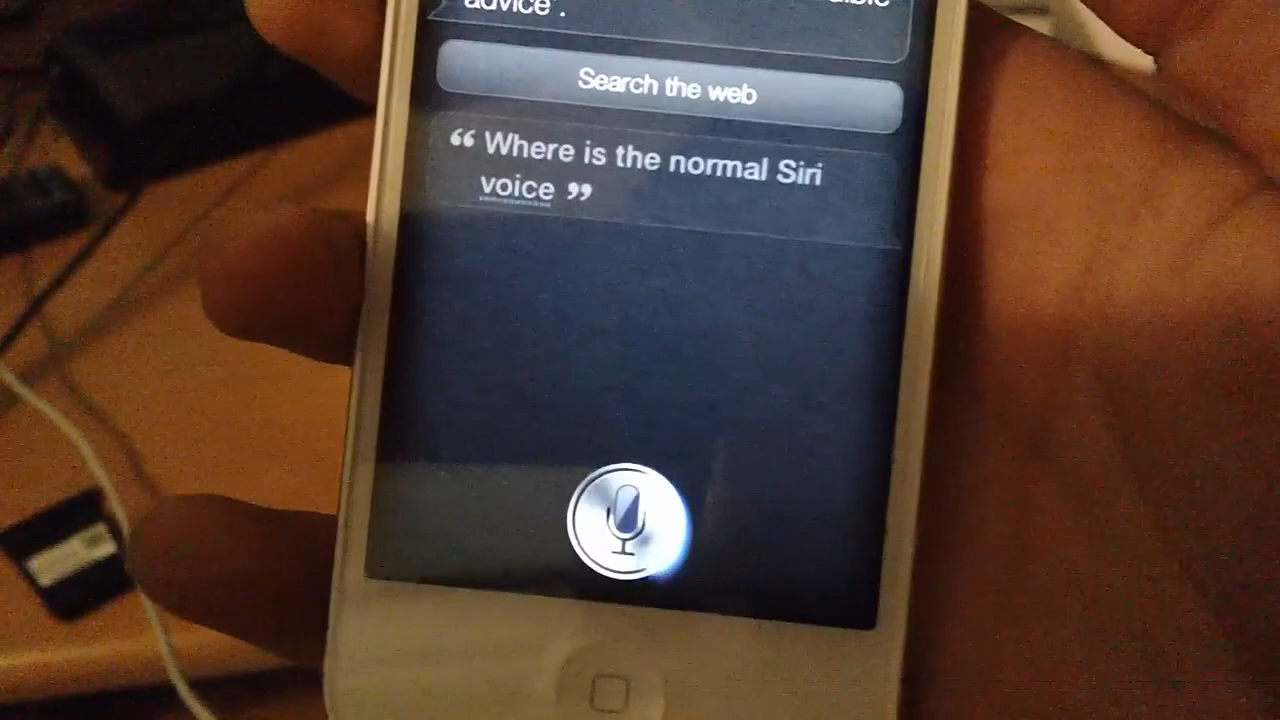 advice'.
Search the web
“ Where is the normal Siri
voice ”